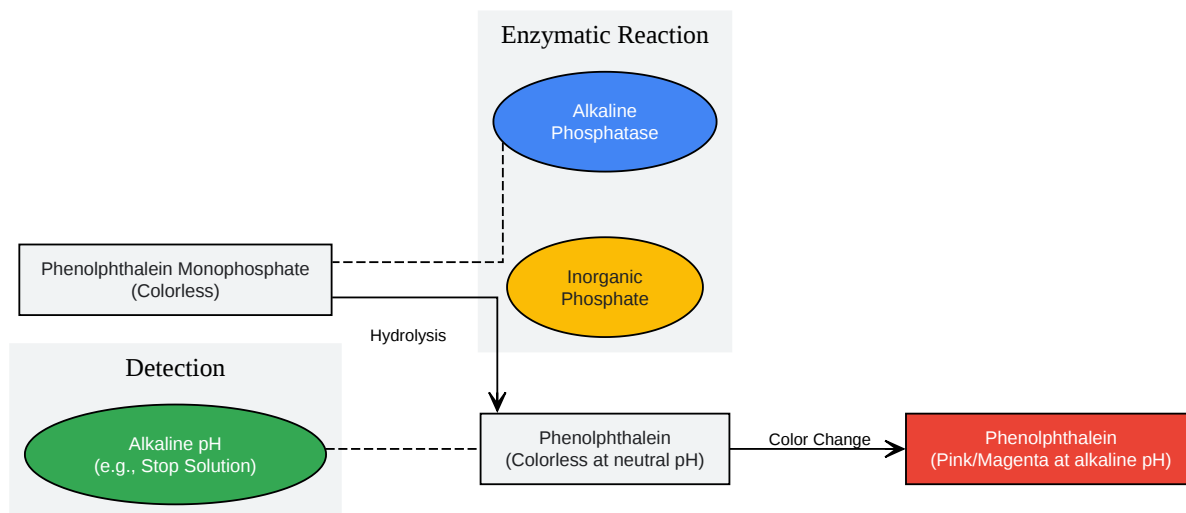 Enzymatic Reaction
Alkaline
Phosphatase
Phenolphthalein Monophosphate
(Colorless)
Inorganic
Phosphate
Hydrolysis
Detection
Alkaline pH
(e.g., Stop Solution)
Phenolphthalein
(Colorless at neutral pH)
Color Change
Phenolphthalein
(Pink/Magenta at alkaline pH)